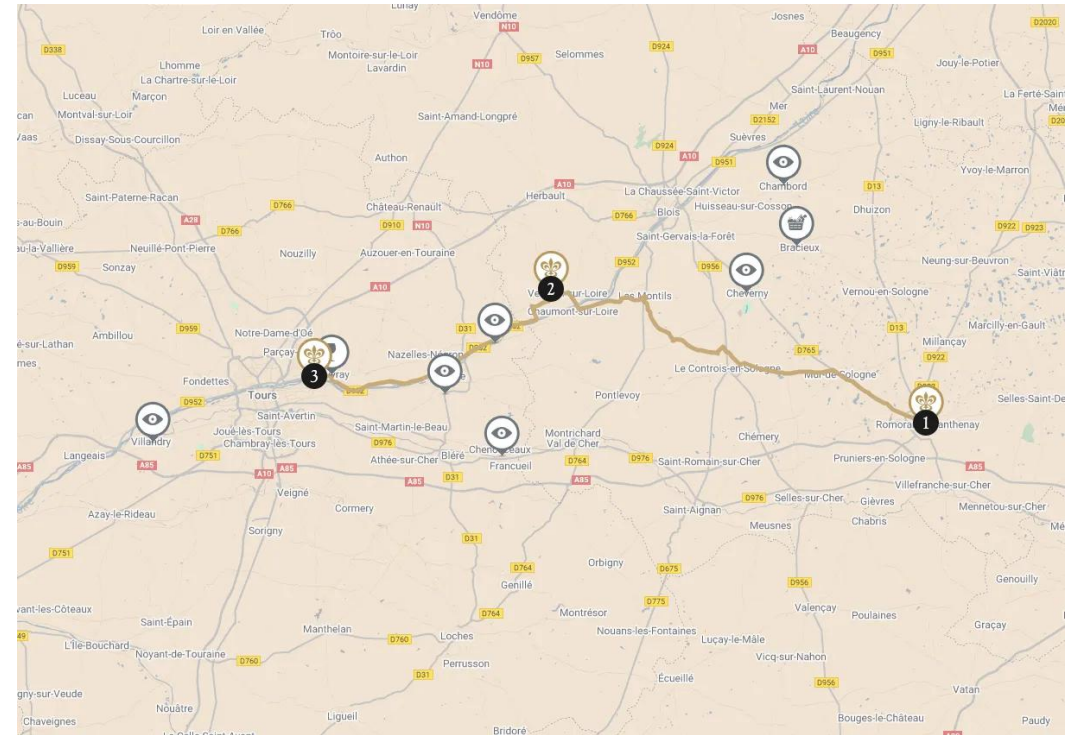 Lunay
Vendôme
Josnes
D2020
Loir en Vallée
Trôo
N10
Beaugency
D338
Montoire-sur-le-Loir
Lavardin
D957
Selommes
D924
A10
D951
Lhomme
La Chartre-sur-le-Loir
N10
Jouy-le-Potier
Luceau
Marçon
Saint-Laurent-Nouan
Mer
La Ferté-Saint
Montval-sur-Loir
Saint-Amand-Longpré
D2152
Ligny-le-Ribault
Vaas
Dissay-Sous-Courcillon
Suèvres
D924
Authon
A10
D951
Chambord
Yvoy-le-Marron
A10
La Chaussée-Saint-Victor
D13
Saint-Paterne-Racan
Herbault
Huisseau-sur-Cosson
D766
Château-Renault
D766
Blois
Dhuizon
A28
D910
N10
D922
D923
D766
Saint-Gervais-la-Forêt
Bracieux
Neuillé-Pont-Pierre
Nouzilly
Auzouer-en-Touraine
D952
D956
Neung-sur-Beuvron
D959
Sonzay
2
Les Montils
Cheverny
Vernou-en-Sologne
A10
Chaumont-sur-Loire
Ambillou
D959
Notre-Dame-d'Oé
D31
D13
Marcilly-en-Gault
D765
D922
Millançay
3
Le Controis-en-Sologne
Mur-de-Sologne
Fondettes
D952
Tours
Pontlevoy
1
Saint-Avertin
Villandry
Joué-lès-Tours
Saint-Martin-le-Beau
Langeais
Chambray-lès-Tours
D976
Montrichard
Val de Cher
Chémery
A85
D751
Athée-sur-Cher
Bléré
Francueil
D764
D976
Saint-Romain-sur-Cher
Pruniers-en-Sologne
A85
A10
A85
D31
A85
A85
Villefranche-sur-Cher
Veigné
D976
Selles-sur-Cher
Gièvres
Mennetou-sur-Cher
Azay-le-Rideau
Cormery
Saint-Aignan
Chabris
Sorigny
Meusnes
D751
D31
Orbigny
D764
D675
Genillé
Genouilly
D775
D956
Valençay
Poulaines
Saint-Épain
D764
Montrésor
Graçay
Manthelan
D760
Loches
Nouans-les-Fontaines
Luçay-le-Mâle
L'Île-Bouchard
Noyant-de-Touraine
D760
Perrusson
Vicq-sur-Nahon
D31
Écueillé
D956
Vatan
Nouâtre
Ligueil
Bouges-le-Château
Paudy
Chaveignes
Bridoré
A20